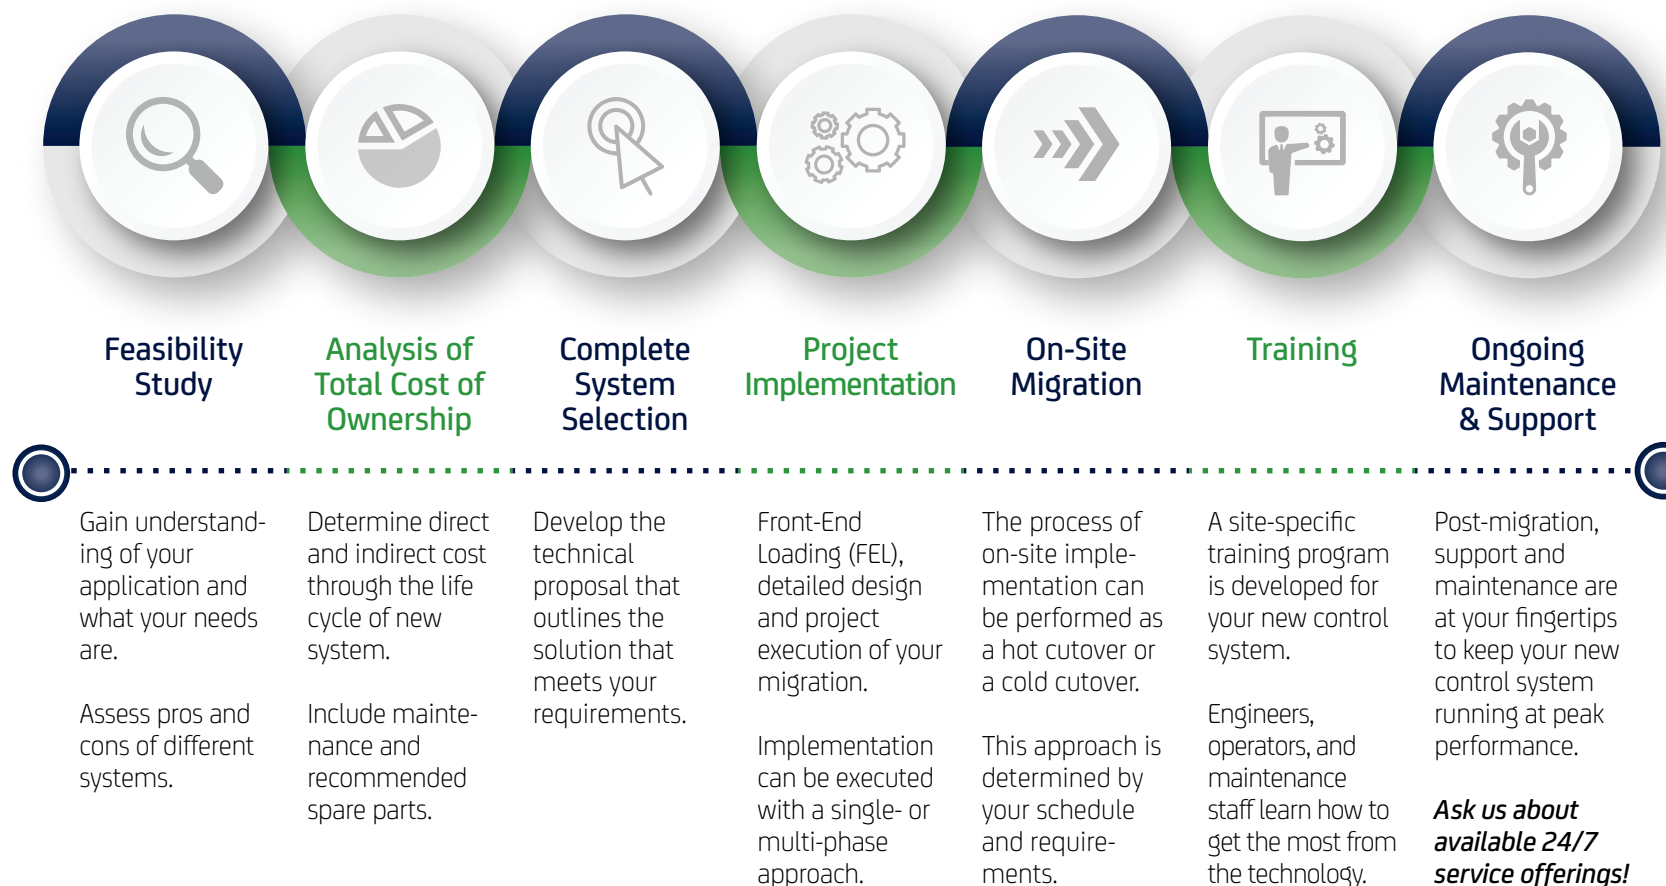 Feasibility
Study
Analysis of
Total Cost of
Ownership
Complete
System
Selection
Project
Implementation
On-Site
Migration
Training
Ongoing
Maintenance
& Support
Gain understand-
ing of your
application and
what your needs
are.
Assess pros and
cons of different
systems.
Determine direct
and indirect cost
through the life
cycle of new
system.
Include mainte-
nance and
recommended
spare parts.
Develop the
technical
proposal that
outlines the
solution that
meets your
requirements.
Front-End
Loading (FEL),
detailed design
and project
execution of your
migration.
Implementation
can be executed
with a single- or
multi-phase
approach.
The process of
on-site imple-
mentation can
be performed as
a hot cutover or
a cold cutover.
This approach is
determined by
your schedule
and require-
ments.
A site-specific
training program
is developed for
your new control
system.
Engineers,
operators, and
maintenance
staff learn how to
get the most from
the technology.
Post-migration,
support and
maintenance are
at your fingertips
to keep your new
control system
running at peak
performance.
Ask us about
available 24/7
service offerings!